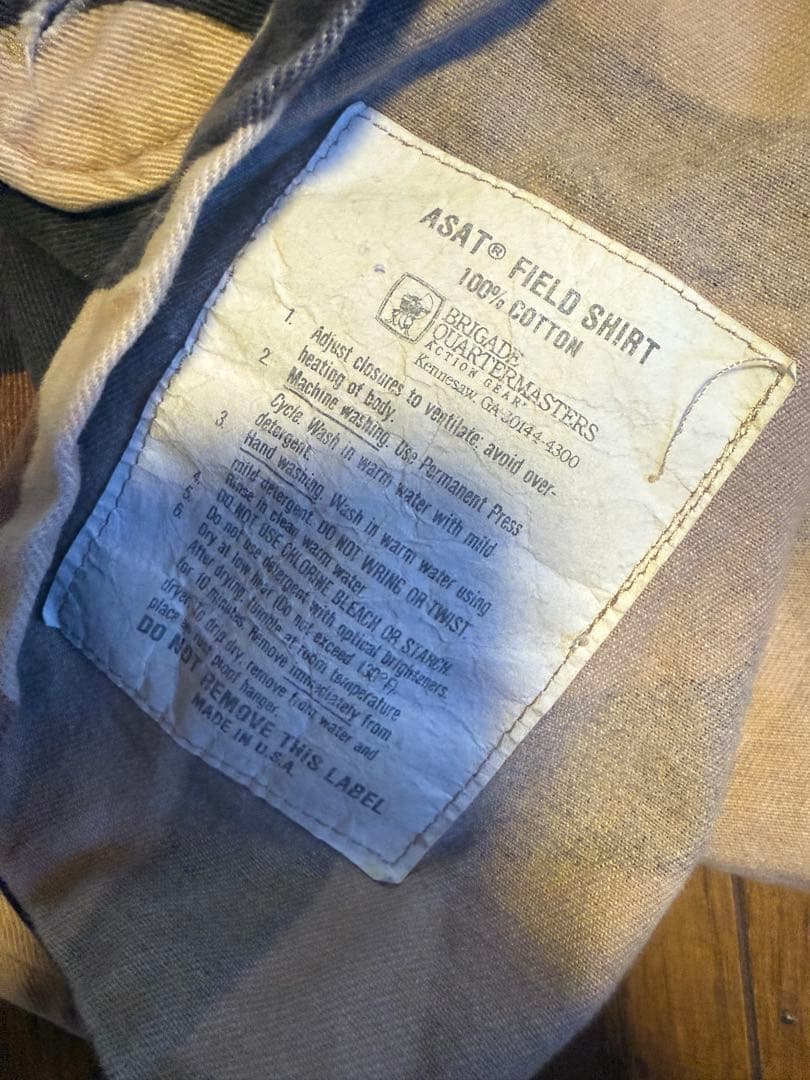 ASAT® FIELD SHIRT
100% COTTON
BRIGADE
QUARTERMASTERS
ACTION GEAR
Kennesaw, GA 30144-4300
1. Adjust closures to ventilate; avoid over-
heating of body.
2. Machine washing. Use Permanent Press
Cycle. Wash in warm water with mild
detergent.
3. Hand washing. Wash in warm water using
mild detergent. DO NOT WRING OR TWIST.
Rinse in clean, warm water.
4. DO NOT USE CHLORINE BLEACH OR STARCH.
5. Do not use detergent with optical brighteners.
6. Dry at low heat (Do not exceed 130°F).
After drying, tumble at room temperature
for 10 minutes. Remove immediately from
dryer. To drip dry, remove from water and
place on rust proof hanger.
DO NOT REMOVE THIS LABEL
MADE IN U.S.A.